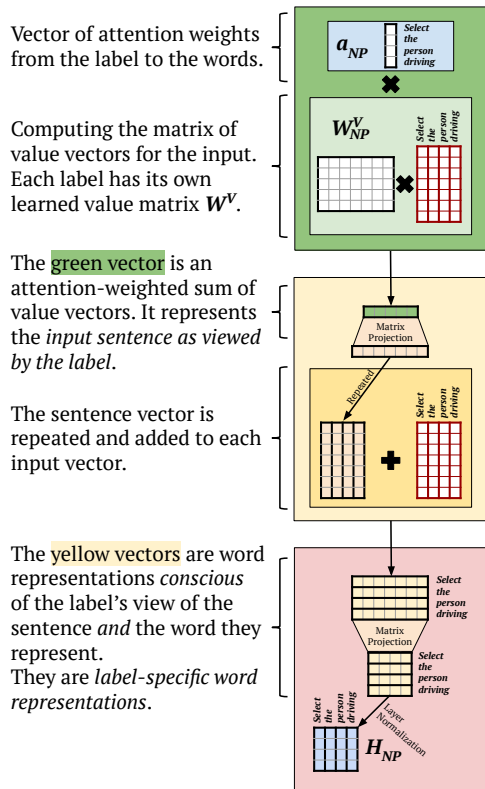 Vector of attention weights
from the label to the words.
a_NP
Select
the
person
driving
Computing the matrix of
value vectors for the input.
Each label has its own
learned value matrix W^V.
W^V_NP
Select
the
person
driving
The green vector is an
attention-weighted sum of
value vectors. It represents
the input sentence as viewed
by the label.
Matrix
Projection
Repeated
The sentence vector is
repeated and added to each
input vector.
Select
the
person
driving
The yellow vectors are word
representations conscious
of the label's view of the
sentence and the word they
represent.
They are label-specific word
representations.
Select
the
person
driving
Matrix
Projection
Select
the
person
driving
Layer
Normalization
Select
the
person
driving
H_NP